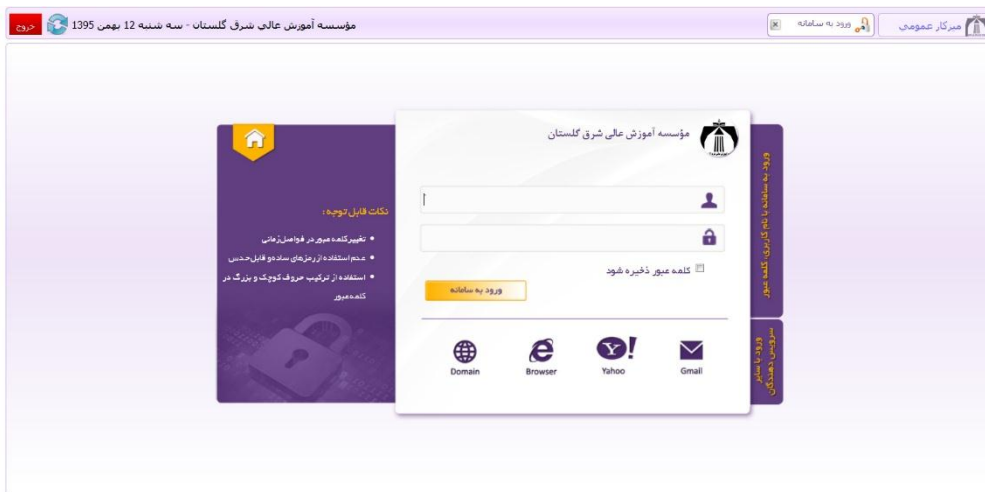 میزکار عمومی
ورود به سامانه
مؤسسه آموزش عالی شرق گلستان - سه شنبه 12 بهمن 1395
خروج
مؤسسه آموزش عالی شرق گلستان
کلمه عبور ذخیره شود
ورود به سامانه
Domain
Browser
Yahoo
Gmail
ورود به سامانه با نام کاربری، کلمه عبور
ورود با سایر
سرویس دهندگان
نکات قابل توجه :
تغییر کلمه عبور در فواصل زمانی
عدم استفاده از رمزهای ساده و قابل حدس
استفاده از ترکیب حروف کوچک و بزرگ در
کلمه عبور